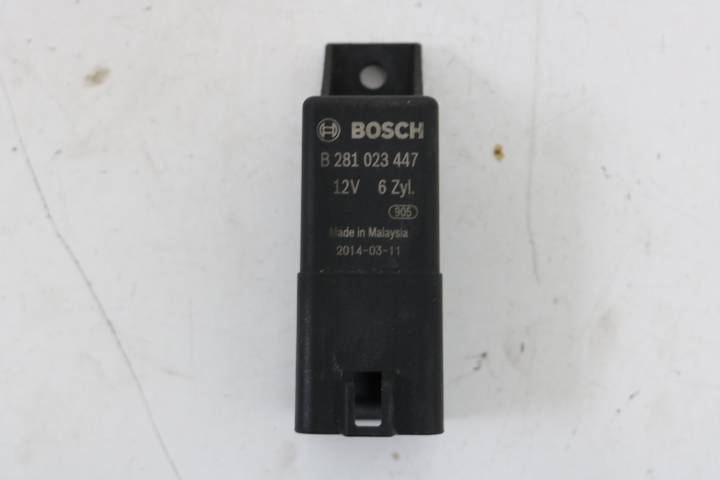 BOSCH
B 281 023 447
12V 6 Zyl.
905
Made in Malaysia
2014-03-11